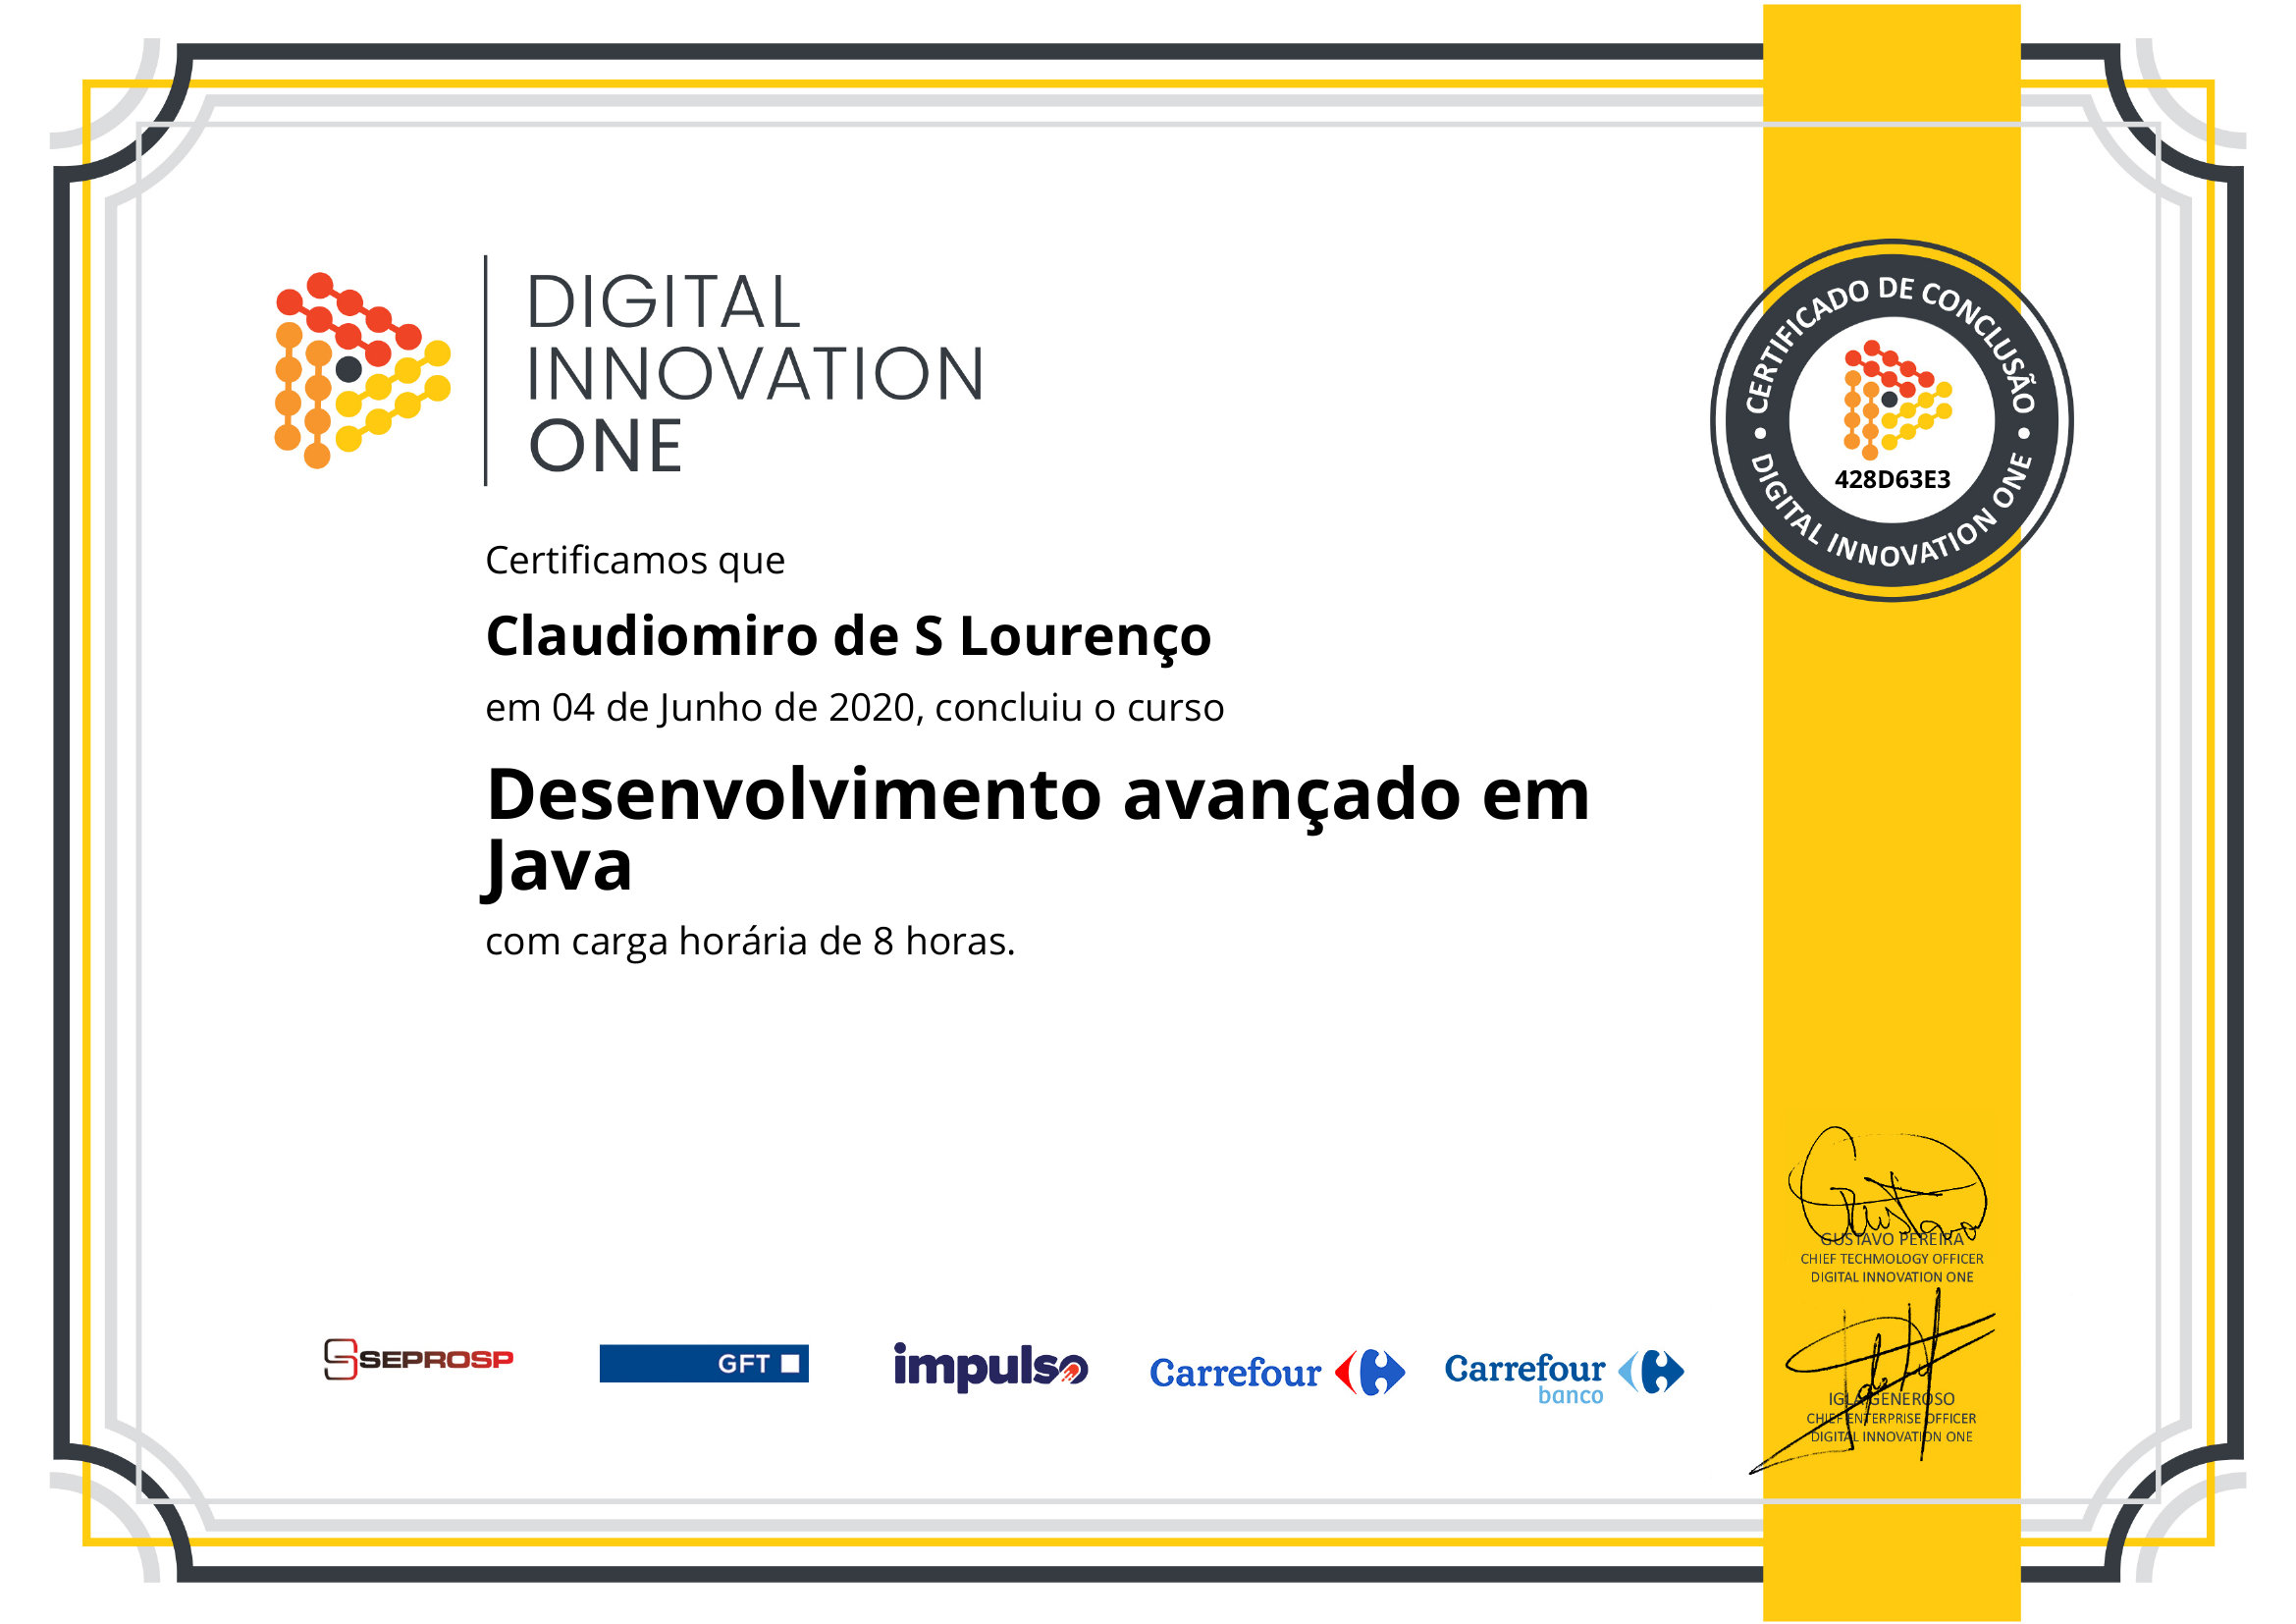 DIGITAL
INNOVATION
ONE
CERTIFICADO DE CONCLUSÃO
428D63E3
DIGITAL INNOVATION ONE
Certificamos que
Claudiomiro de S Lourenço
em 04 de Junho de 2020, concluiu o curso
Desenvolvimento avançado em
Java
com carga horária de 8 horas.
GUSTAVO PEREIRA
CHIEF TECHMOLOGY OFFICER
DIGITAL INNOVATION ONE
IGLA GENEROSO
CHIEF ENTERPRISE OFFICER
DIGITAL INNOVATION ONE
SEPROSP
GFT
impulso
Carrefour
Carrefour
banco